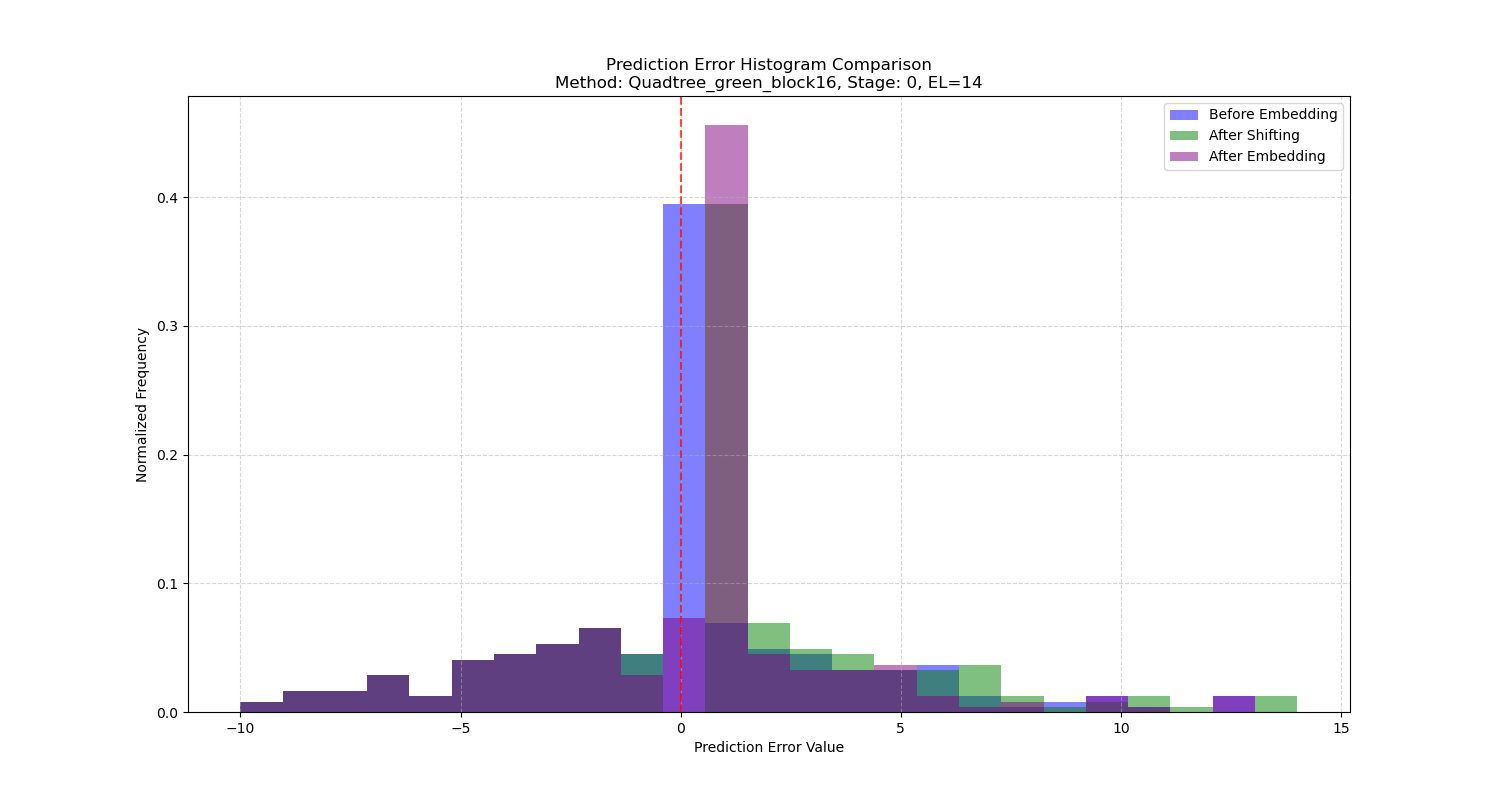 Prediction Error Histogram Comparison
Method: Quadtree_green_block16, Stage: 0, EL=14
Before Embedding
After Shifting
After Embedding
Normalized Frequency
0.4
0.3
0.2
0.1
0.0
−10
−5
0
5
10
15
Prediction Error Value